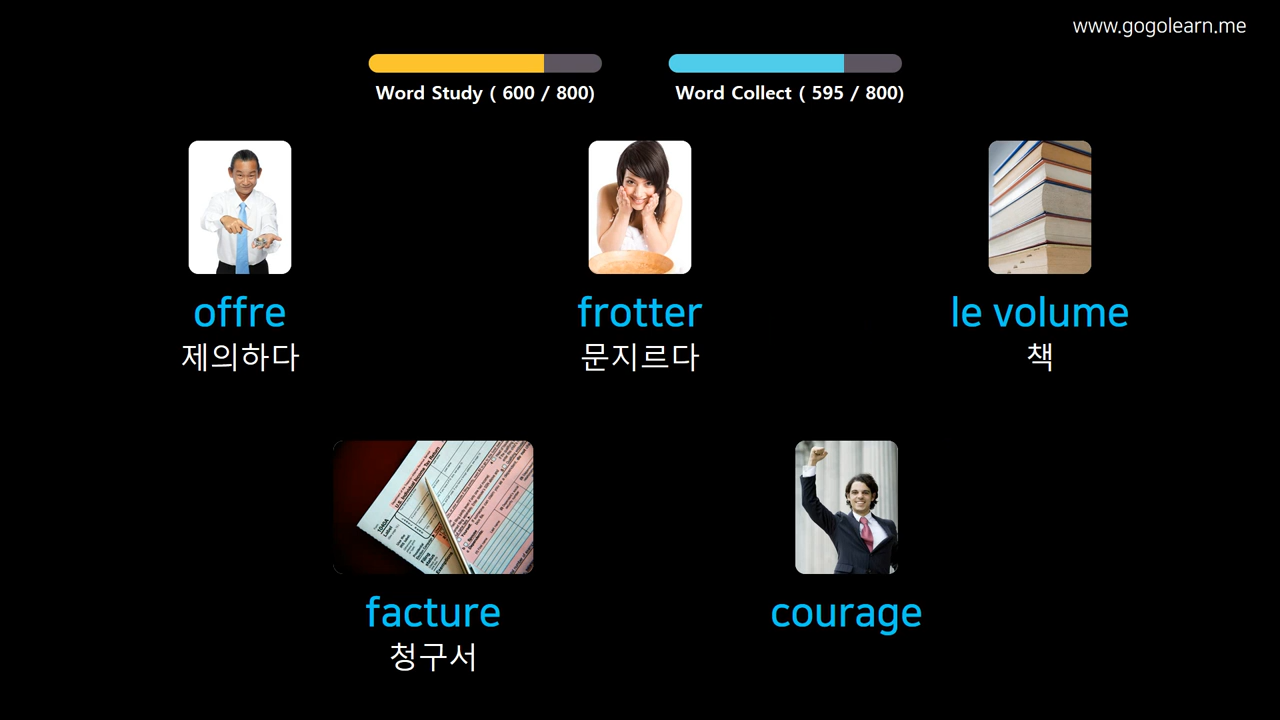 www.gogolearn.me
Word Study ( 600 / 800)
Word Collect ( 595 / 800)
offre
제의하다
frotter
문지르다
le volume
책
facture
청구서
courage